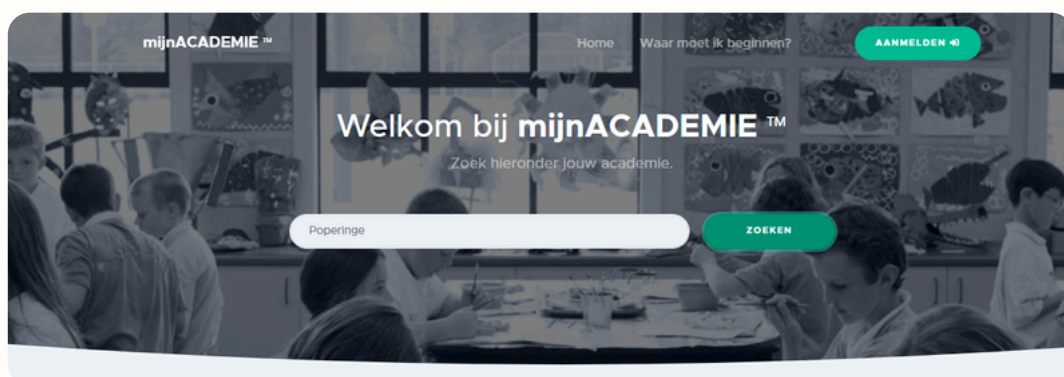 mijnACADEMIE ™
Home
Waar moet ik beginnen?
AANMELDEN
Welkom bij mijnACADEMIE ™
Zoek hieronder jouw academie.
Poperinge
ZOEKEN